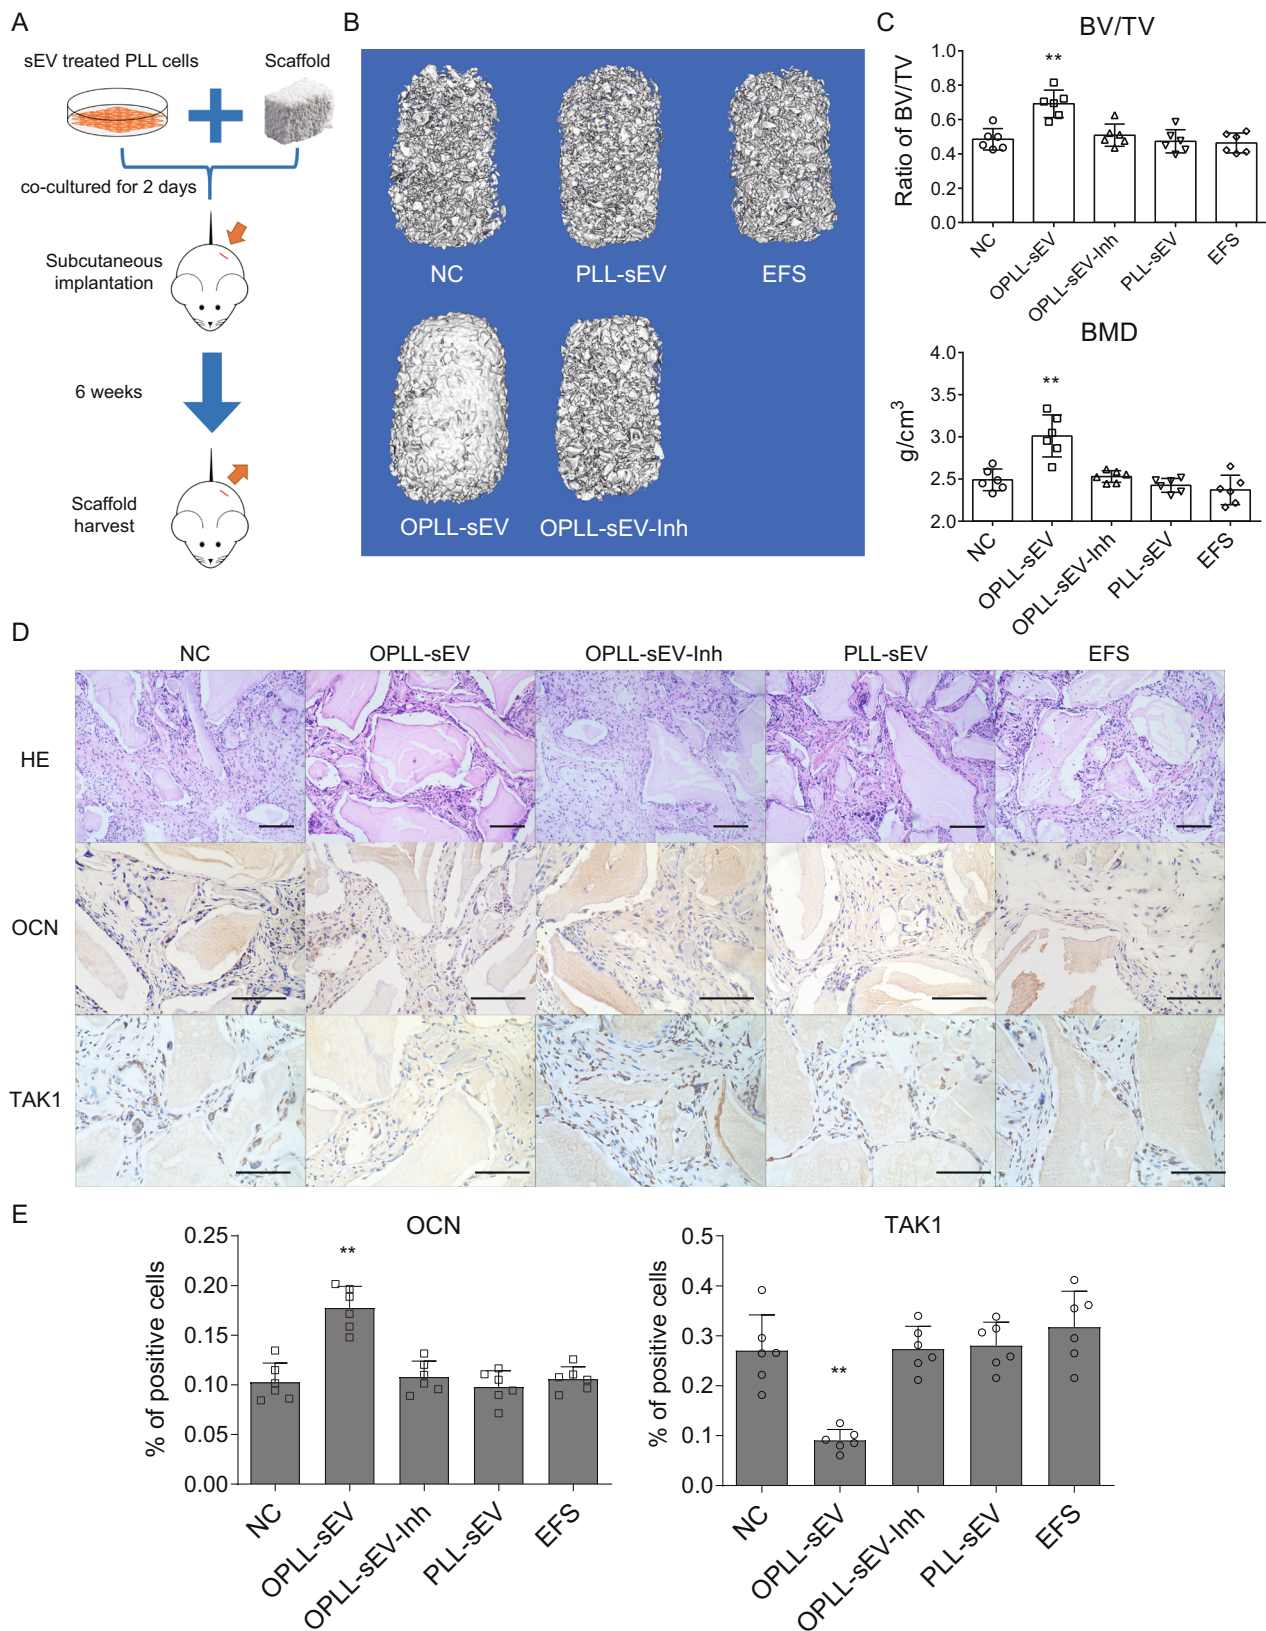 A
sEV treated PLL cells
Scaffold
co-cultured for 2 days
Subcutaneous
implantation
6 weeks
Scaffold
harvest
B
NC
PLL-sEV
EFS
OPLL-sEV
OPLL-sEV-Inh
C
BV/TV
Ratio of BV/TV
1.0
0.8
0.6
0.4
0.2
0.0
**
NC
OPLL-sEV
OPLL-sEV-Inh
PLL-sEV
EFS
BMD
g/cm³
4.0
3.5
3.0
2.5
2.0
**
NC
OPLL-sEV
OPLL-sEV-Inh
PLL-sEV
EFS
D
NC
OPLL-sEV
OPLL-sEV-Inh
PLL-sEV
EFS
HE
OCN
TAK1
E
OCN
% of positive cells
0.25
0.20
0.15
0.10
0.05
0.00
**
NC
OPLL-sEV
OPLL-sEV-Inh
PLL-sEV
EFS
TAK1
% of positive cells
0.5
0.4
0.3
0.2
0.1
0.0
**
NC
OPLL-sEV
OPLL-sEV-Inh
PLL-sEV
EFS